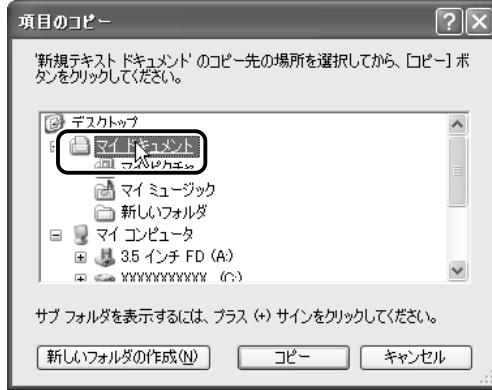 項目のコピー
'新規テキスト ドキュメント' のコピー先の場所を選択してから、[コピー] ボ
タンをクリックしてください。
デスクトップ
マイ ドキュメント
マイ ピクチャ
マイ ミュージック
新しいフォルダ
マイ コンピュータ
3.5 インチ FD (A:)
XXXXXXXXXXX (C:)
サブ フォルダを表示するには、プラス (+) サインをクリックしてください。
新しいフォルダの作成(N) コピー キャンセル